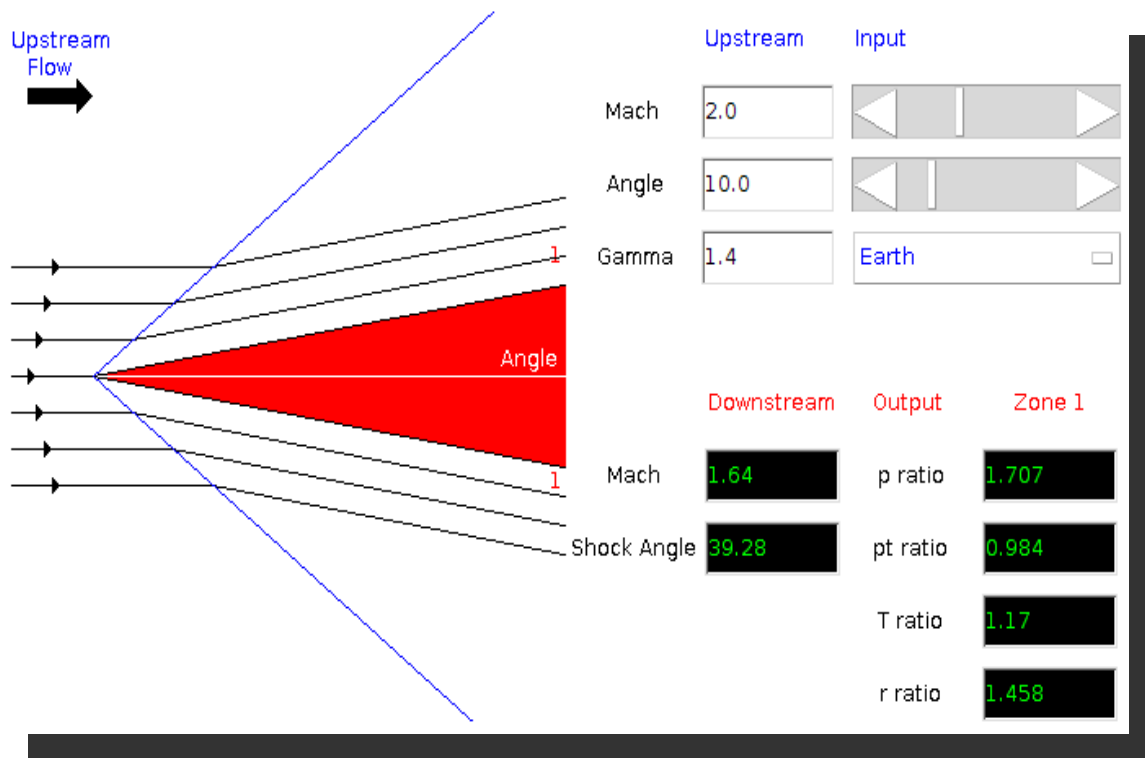 Upstream
Flow
1
Angle
1
Upstream Input
Mach 2.0
Angle 10.0
Gamma 1.4 Earth
Downstream Output Zone 1
Mach 1.64 p ratio 1.707
Shock Angle 39.28 pt ratio 0.984
T ratio 1.17
r ratio 1.458